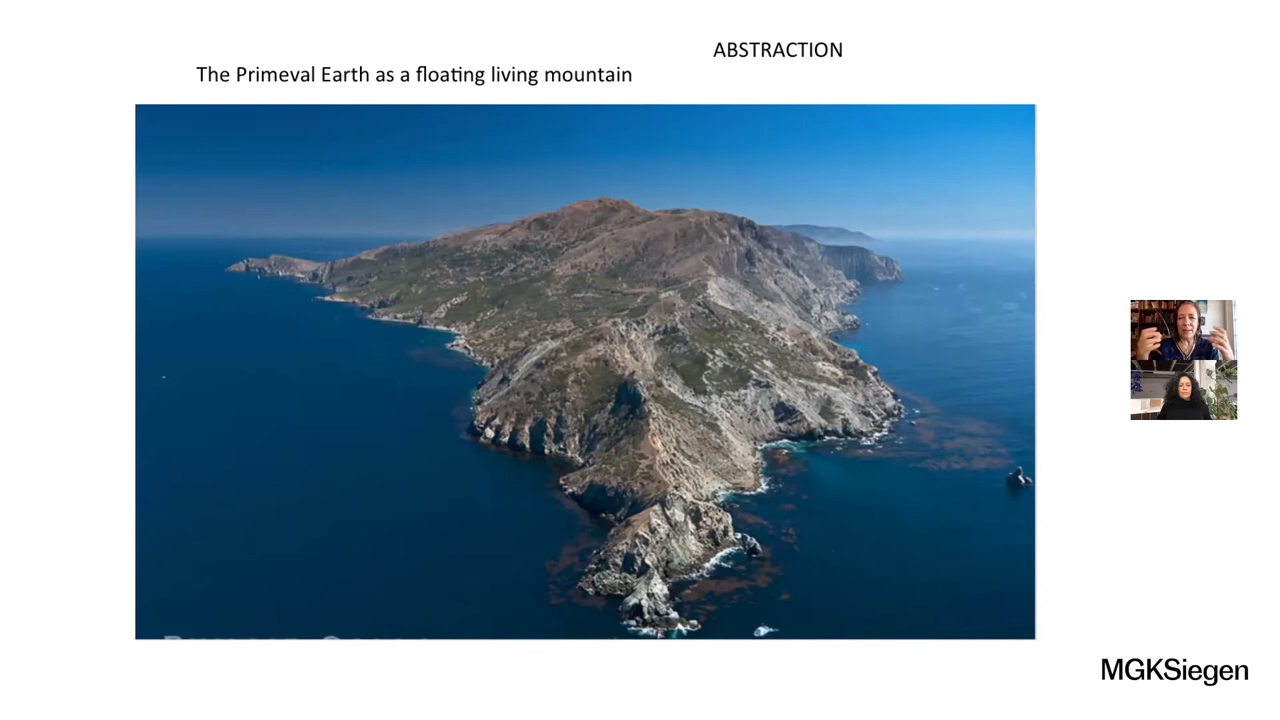 ABSTRACTION
The Primeval Earth as a floating living mountain
MGKSiegen